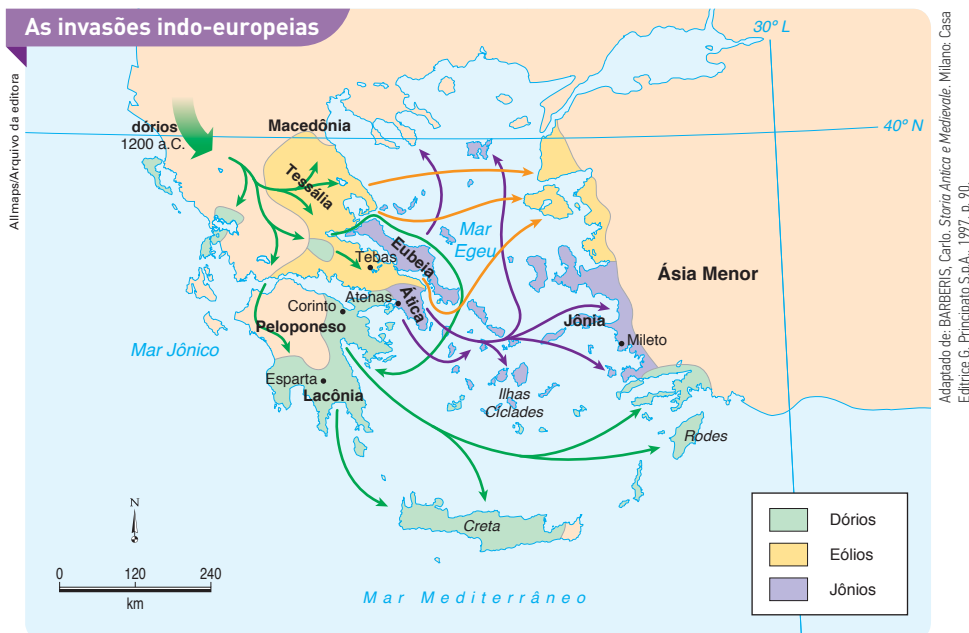 As invasões indo-europeias
30º L
40º N
dórios
1200 a.C.
Macedônia
Tessália
Mar
Egeu
Eubeia
Tebas
Ásia Menor
Atenas
Ática
Corinto
Peloponeso
Jônia
Mileto
Mar Jônico
Esparta
Lacônia
Ilhas
Cíclades
Rodes
Creta
N
0 120 240
km
Mar Mediterrâneo
Dórios
Eólios
Jônios
Allmaps/Arquivo da editora
Adaptado de: BARBERIS, Carlo. Storia Antica e Medievale. Milano: Casa
Editrice G. Principato S.p.A., 1997. p. 90.